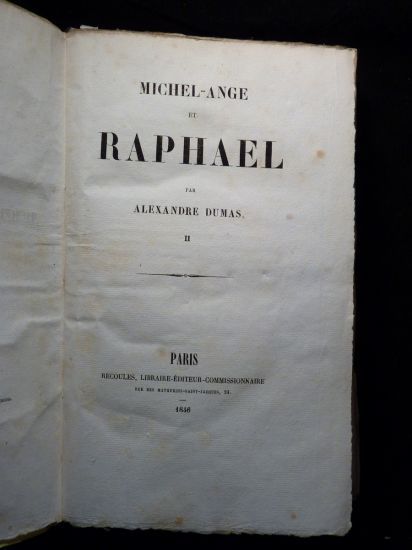 MICHEL-ANGE
ET
RAPHAEL
PAR
ALEXANDRE DUMAS.
II
PARIS
RECOULES, LIBRAIRE-ÉDITEUR-COMMISSIONNAIRE
RUE DES MATHURINS-SAINT-JACQUES, 24.
1846